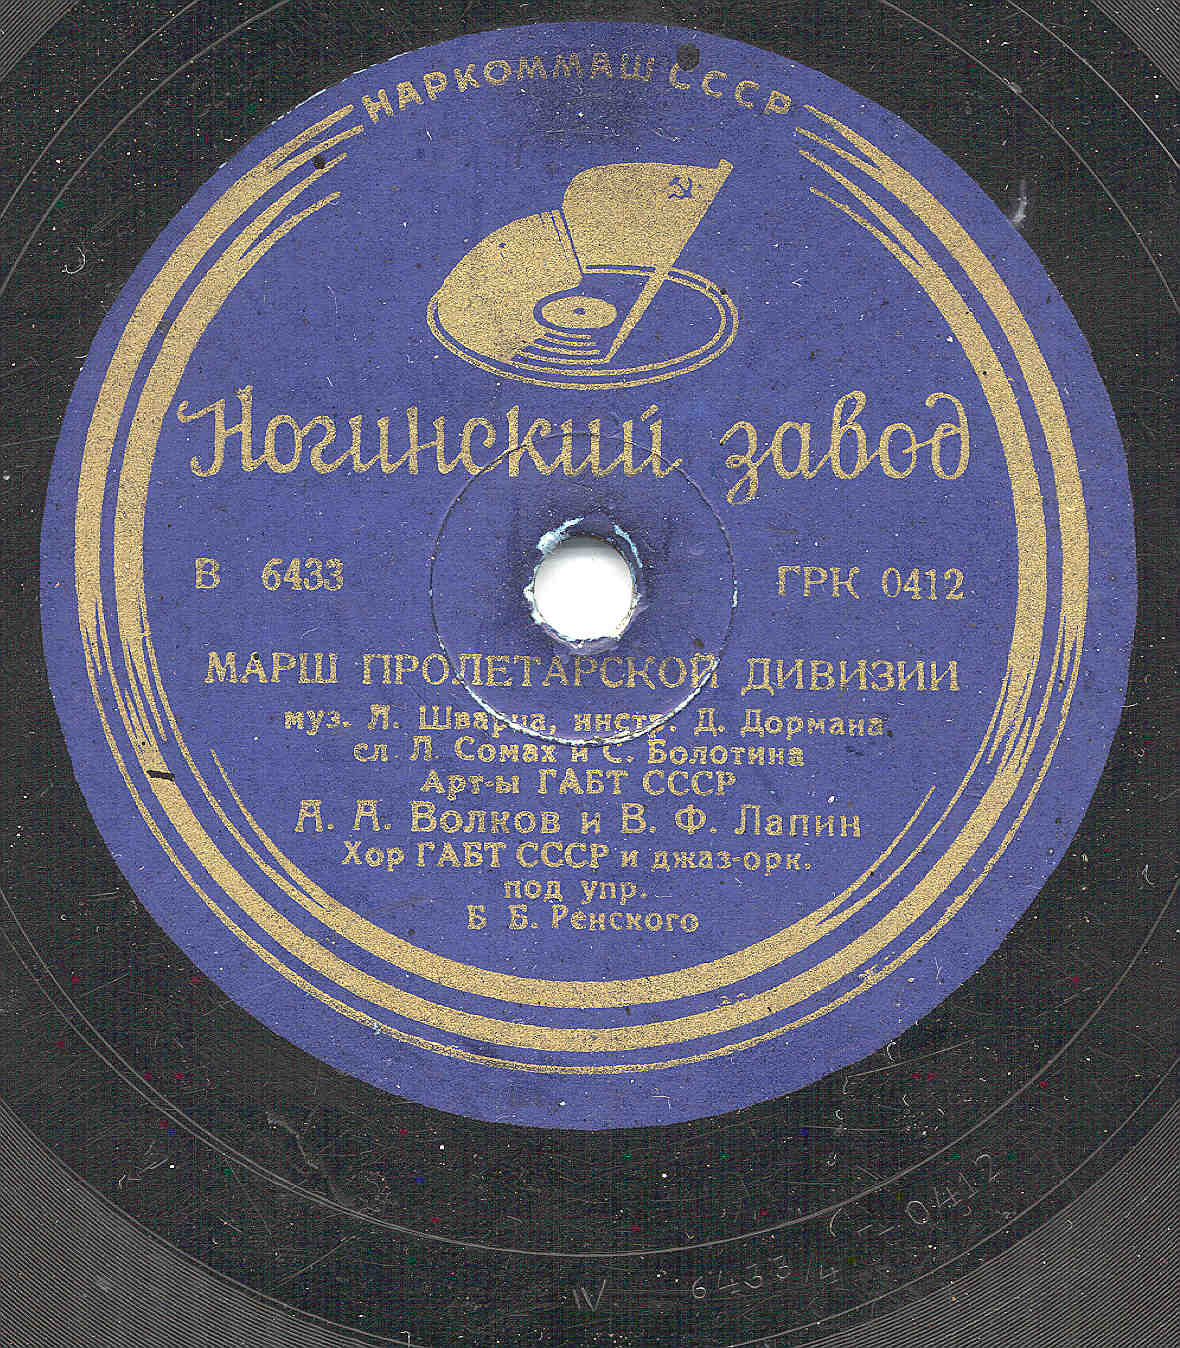 НАРКОММАШ СССР
Ногинский завод
В 6433 ГРК 0412
МАРШ ПРОЛЕТАРСКОЙ ДИВИЗИИ
муз. Л. Шварца, инстр. Д. Дормана
сл. Л. Сомах и С. Болотина
Арт-ы ГАБТ СССР
А. А. Волков и В. Ф. Лапин
Хор ГАБТ СССР и джаз-орк.
под упр.
Б. Б. Ренского
IV 6433/4 — 0412